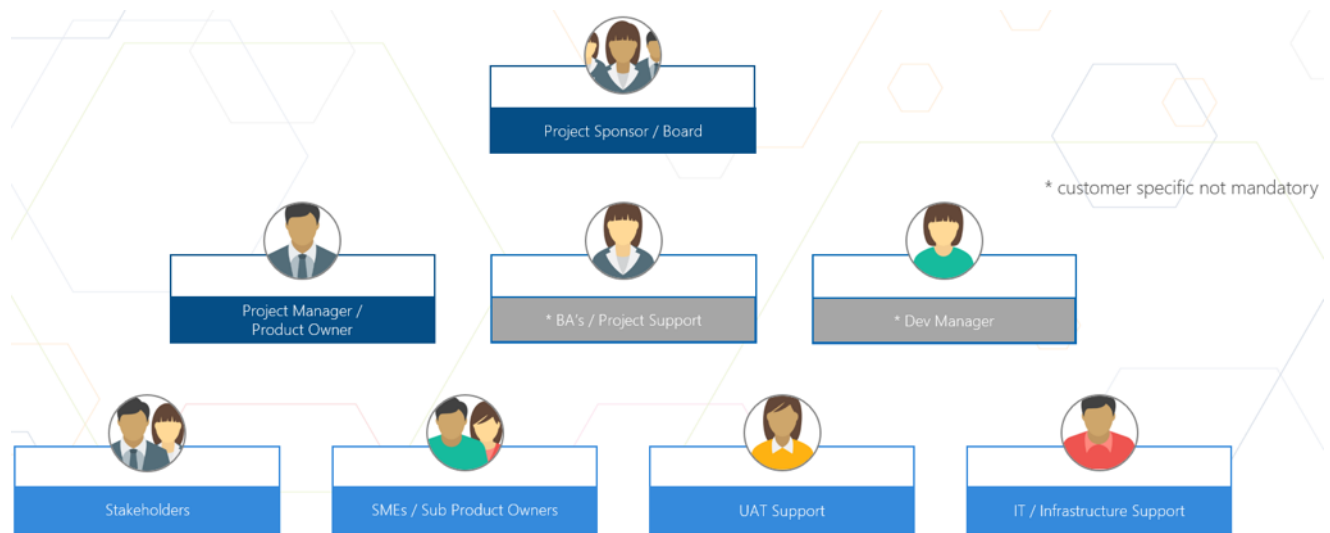 Project Sponsor / Board
* customer specific not mandatory
Project Manager /
Product Owner
* BA's / Project Support
* Dev Manager
Stakeholders
SMEs / Sub Product Owners
UAT Support
IT / Infrastructure Support